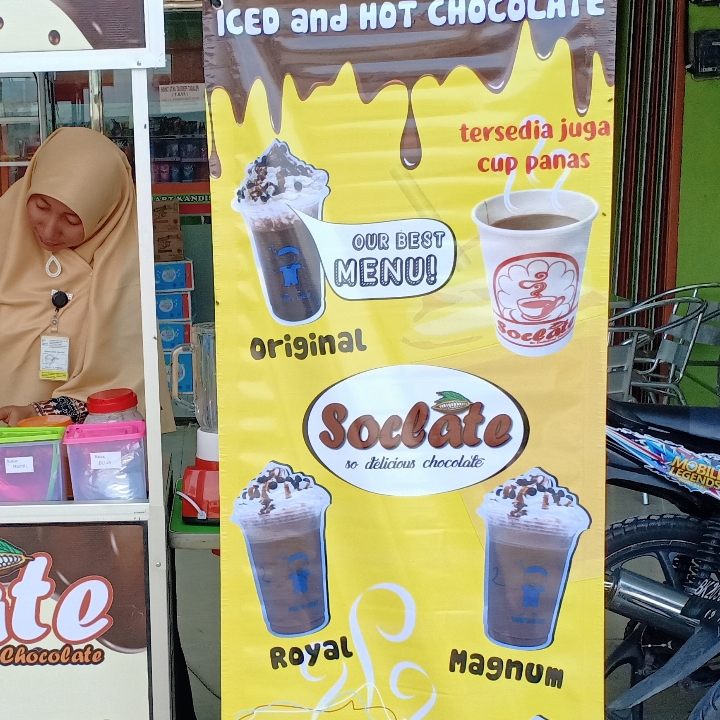 ICED and HOT CHOCOLATE
tersedia juga
cup panas
OUR BEST
MENU!
Original
Soclate
Soclate
so delicious chocolate
Royal
Magnum
te
Chocolate
MOBILE
LEGENDS